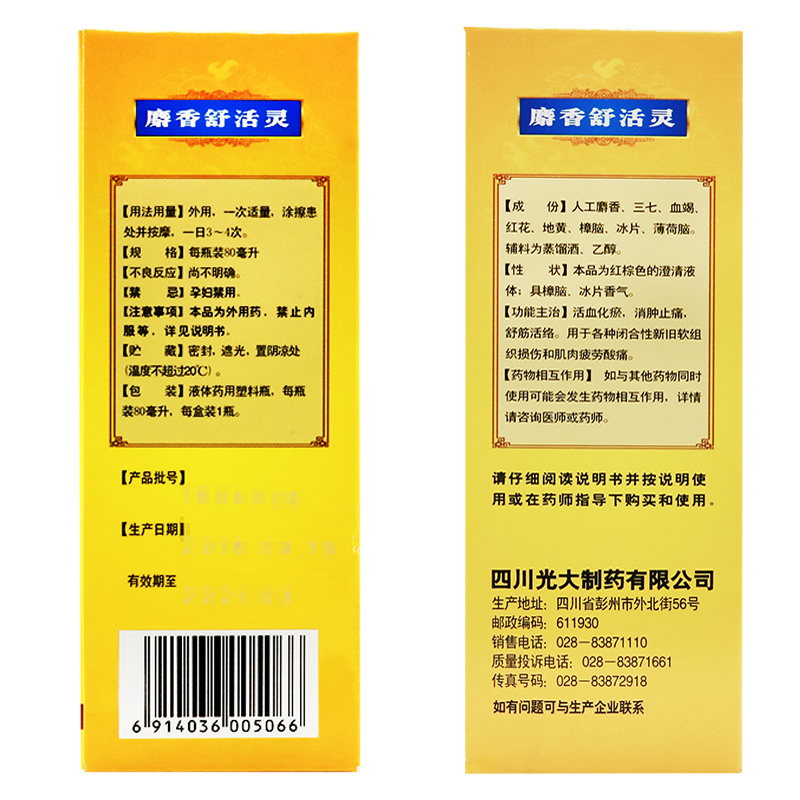 麝香舒活灵
【用法用量】外用，一次适量，涂擦患
处并按摩，一日3～4次。
【规　　格】每瓶装80毫升
【不良反应】尚不明确。
【禁　　忌】孕妇禁用。
【注意事项】本品为外用药，禁止内
服等，详见说明书。
【贮　　藏】密封，遮光，置阴凉处
(温度不超过20℃)。
【包　　装】液体药用塑料瓶，每瓶
装80毫升，每盒装1瓶。
【产品批号】
【生产日期】
有效期至
6 914036 005066
麝香舒活灵
【成　　份】人工麝香、三七、血竭、
红花、地黄、樟脑、冰片、薄荷脑。
辅料为蒸馏酒、乙醇。
【性　　状】本品为红棕色的澄清液
体；具樟脑、冰片香气。
【功能主治】活血化瘀，消肿止痛，
舒筋活络。用于各种闭合性新旧软组
织损伤和肌肉疲劳酸痛。
【药物相互作用】如与其他药物同时
使用可能会发生药物相互作用，详情
请咨询医师或药师。
请仔细阅读说明书并按说明使
用或在药师指导下购买和使用。
四川光大制药有限公司
生产地址：四川省彭州市外北街56号
邮政编码：611930
销售电话：028-83871110
质量投诉电话：028-83871661
传真号码：028-83872918
如有问题可与生产企业联系